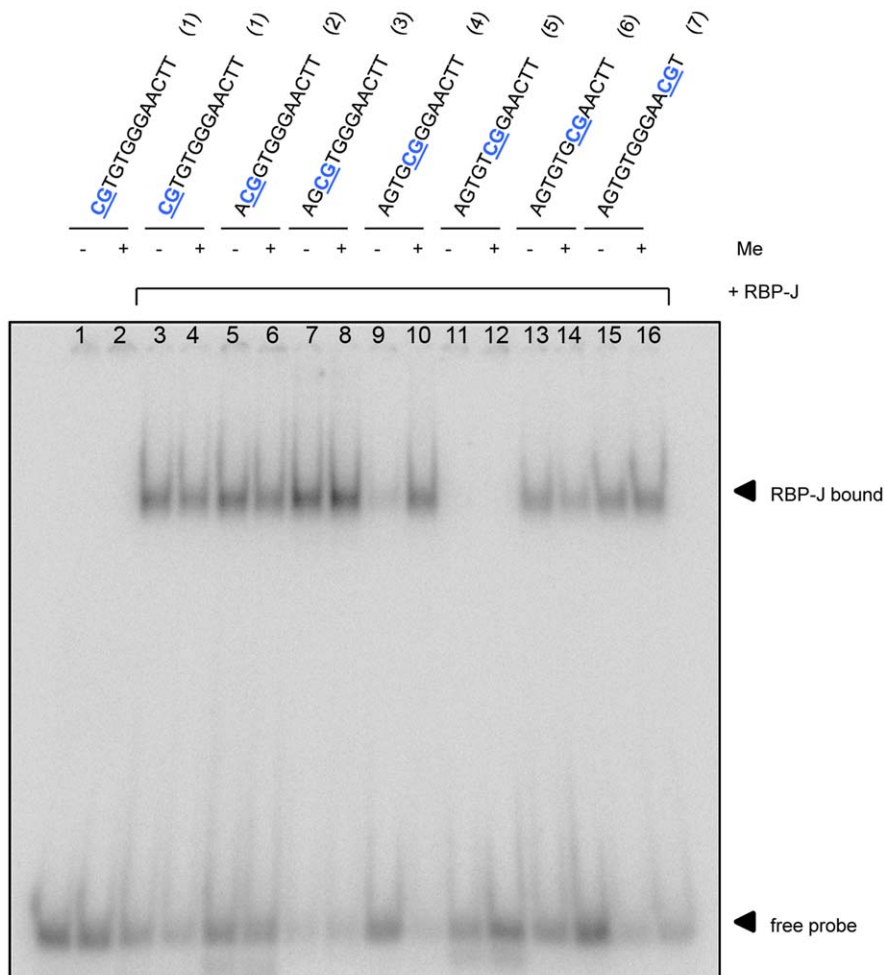 CGTGTGGGAACTT (1)
CGTGTGGGAACTT (1)
ACGGTGGGAACTT (2)
AGCGTGGGAACTT (3)
AGTGCGGGAACTT (4)
AGTGTCGGAACTT (5)
AGTGTGCGAACTT (6)
AGTGTGGGAACGT (7)
- + - + - + - + - + - + - + - + Me
+ RBP-J
1 2 3 4 5 6 7 8 9 10 11 12 13 14 15 16
RBP-J bound
free probe